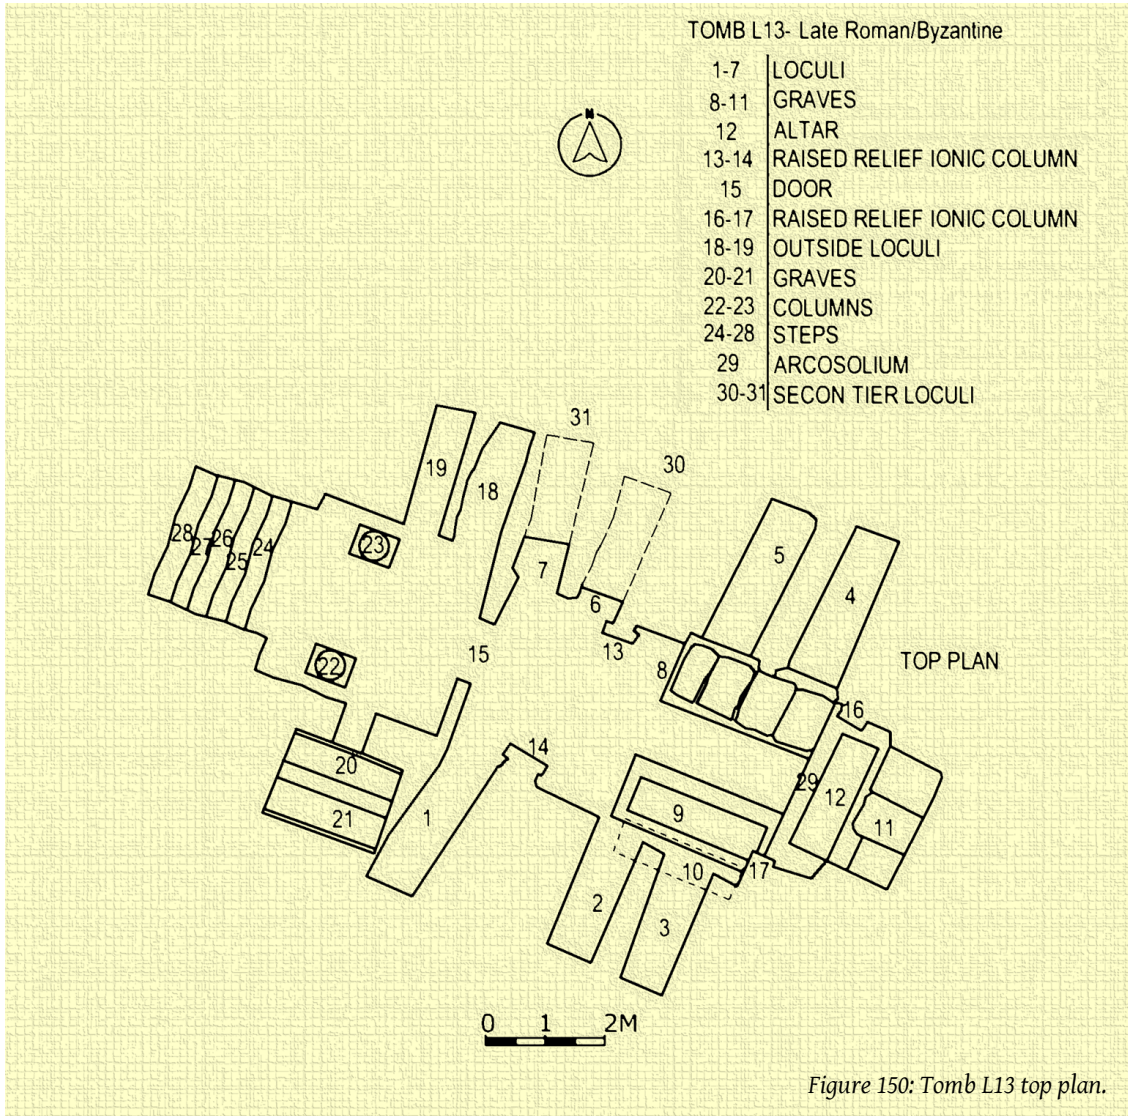 TOMB L13- Late Roman/Byzantine
1-7 LOCULI
8-11 GRAVES
12 ALTAR
13-14 RAISED RELIEF IONIC COLUMN
15 DOOR
16-17 RAISED RELIEF IONIC COLUMN
18-19 OUTSIDE LOCULI
20-21 GRAVES
22-23 COLUMNS
24-28 STEPS
29 ARCOSOLIUM
30-31 SECON TIER LOCULI
N
31
30
19
18
28
27
26
25
24
23
7
6
5
4
13
15
22
8
TOP PLAN
16
14
20
29
12
9
21
1
11
10
17
2
3
0 1 2M
Figure 150: Tomb L13 top plan.